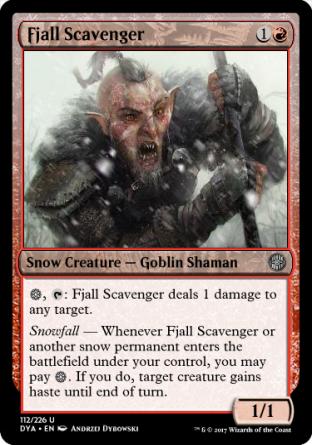 Fjall Scavenger 1
Snow Creature — Goblin Shaman
, : Fjall Scavenger deals 1 damage to
any target.
Snowfall — Whenever Fjall Scavenger or
another snow permanent enters the
battlefield under your control, you may
pay . If you do, target creature gains
haste until end of turn.
1/1
112/226 U
DYA • EN Andrzej Dybowski
™ & © 2017 Wizards of the Coast